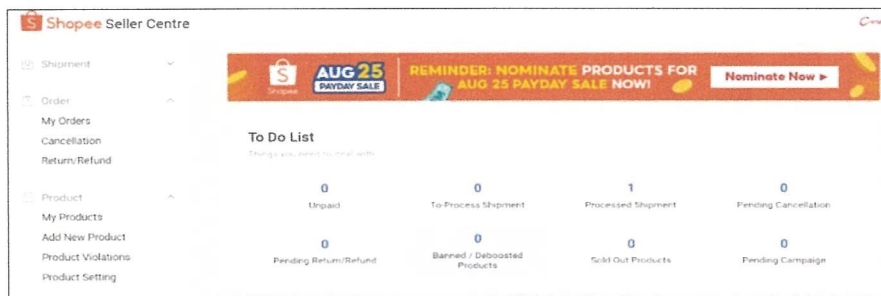 Shopee Seller Centre
Shipment
Order
My Orders
Cancellation
Return/Refund
Product
My Products
Add New Product
Product Violations
Product Setting
Shopee
AUG 25
PAYDAY SALE
REMINDER: NOMINATE PRODUCTS FOR
AUG 25 PAYDAY SALE NOW!
Nominate Now
To Do List
Things you need to deal with
0
Unpaid
0
To-Process Shipment
1
Processed Shipment
0
Pending Cancellation
0
Pending Return/Refund
0
Banned / Deboosted
Products
0
Sold Out Products
0
Pending Campaign